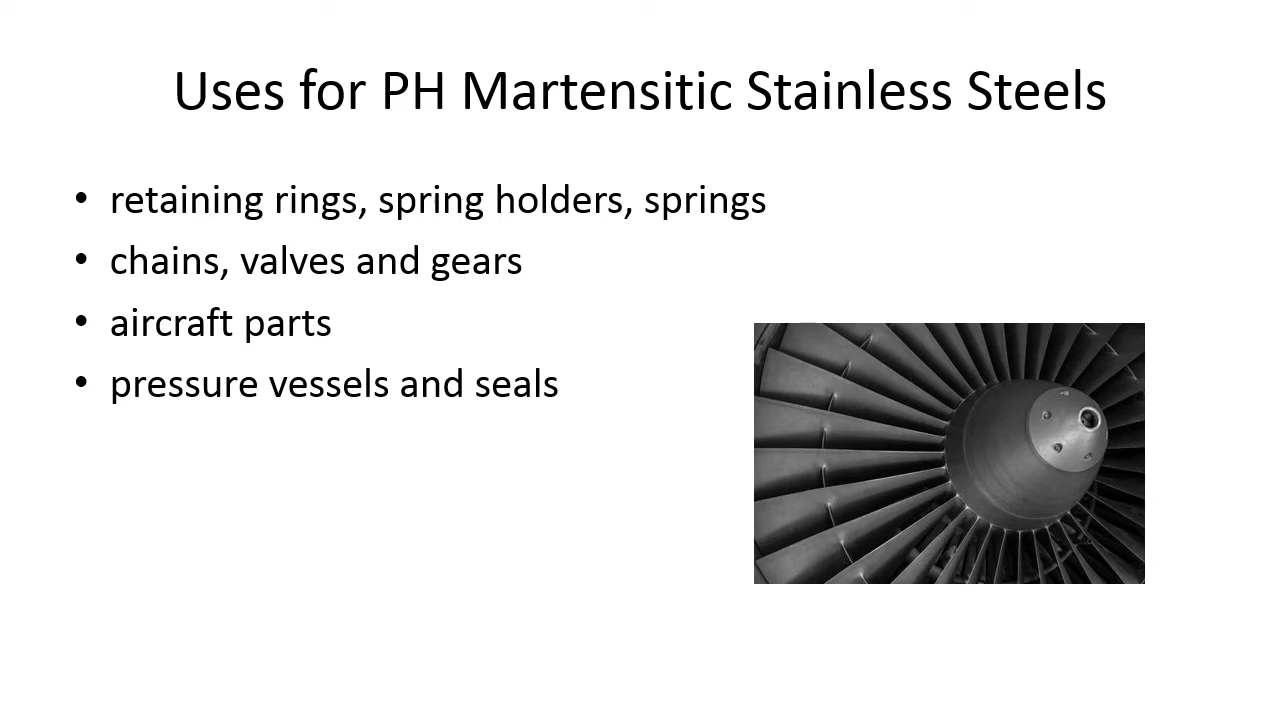 Uses for PH Martensitic Stainless Steels
• retaining rings, spring holders, springs
• chains, valves and gears
• aircraft parts
• pressure vessels and seals